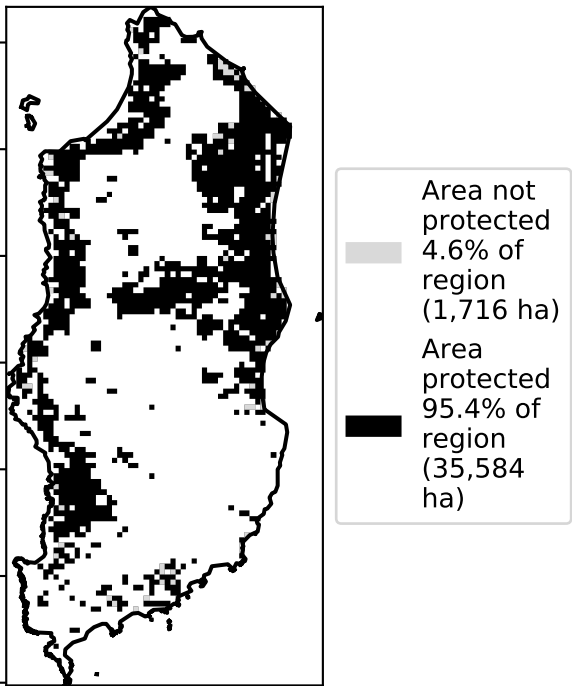 Area not
protected
4.6% of
region
(1,716 ha)
Area
protected
95.4% of
region
(35,584
ha)